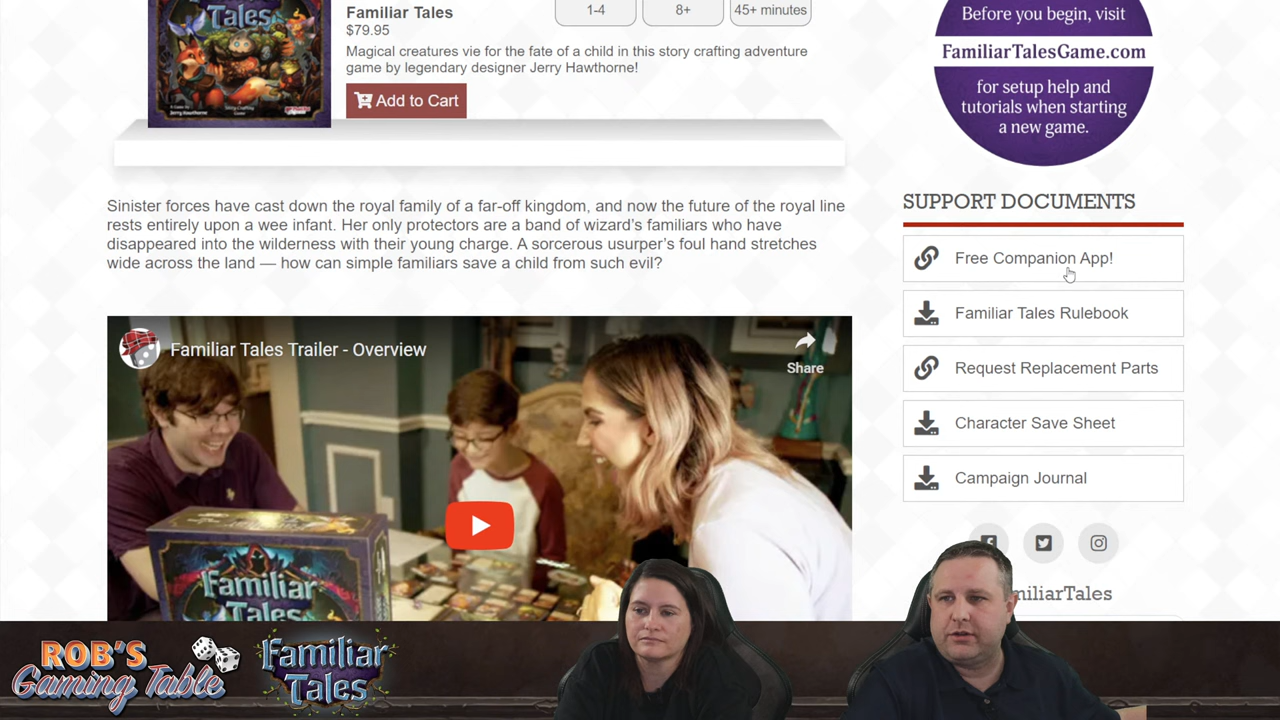 Tales
Familiar Tales
$79.95
Magical creatures vie for the fate of a child in this story crafting adventure
game by legendary designer Jerry Hawthorne!
Add to Cart
1-4
8+
45+ minutes
Before you begin, visit
FamiliarTalesGame.com
for setup help and
tutorials when starting
a new game.
Sinister forces have cast down the royal family of a far-off kingdom, and now the future of the royal line
rests entirely upon a wee infant. Her only protectors are a band of wizard's familiars who have
disappeared into the wilderness with their young charge. A sorcerous usurper's foul hand stretches
wide across the land — how can simple familiars save a child from such evil?
SUPPORT DOCUMENTS
Free Companion App!
Familiar Tales Rulebook
Request Replacement Parts
Character Save Sheet
Campaign Journal
Familiar Tales Trailer - Overview
Share
Familiar
Tales
miliarTales
ROB'S
Gaming Table
Familiar
Tales